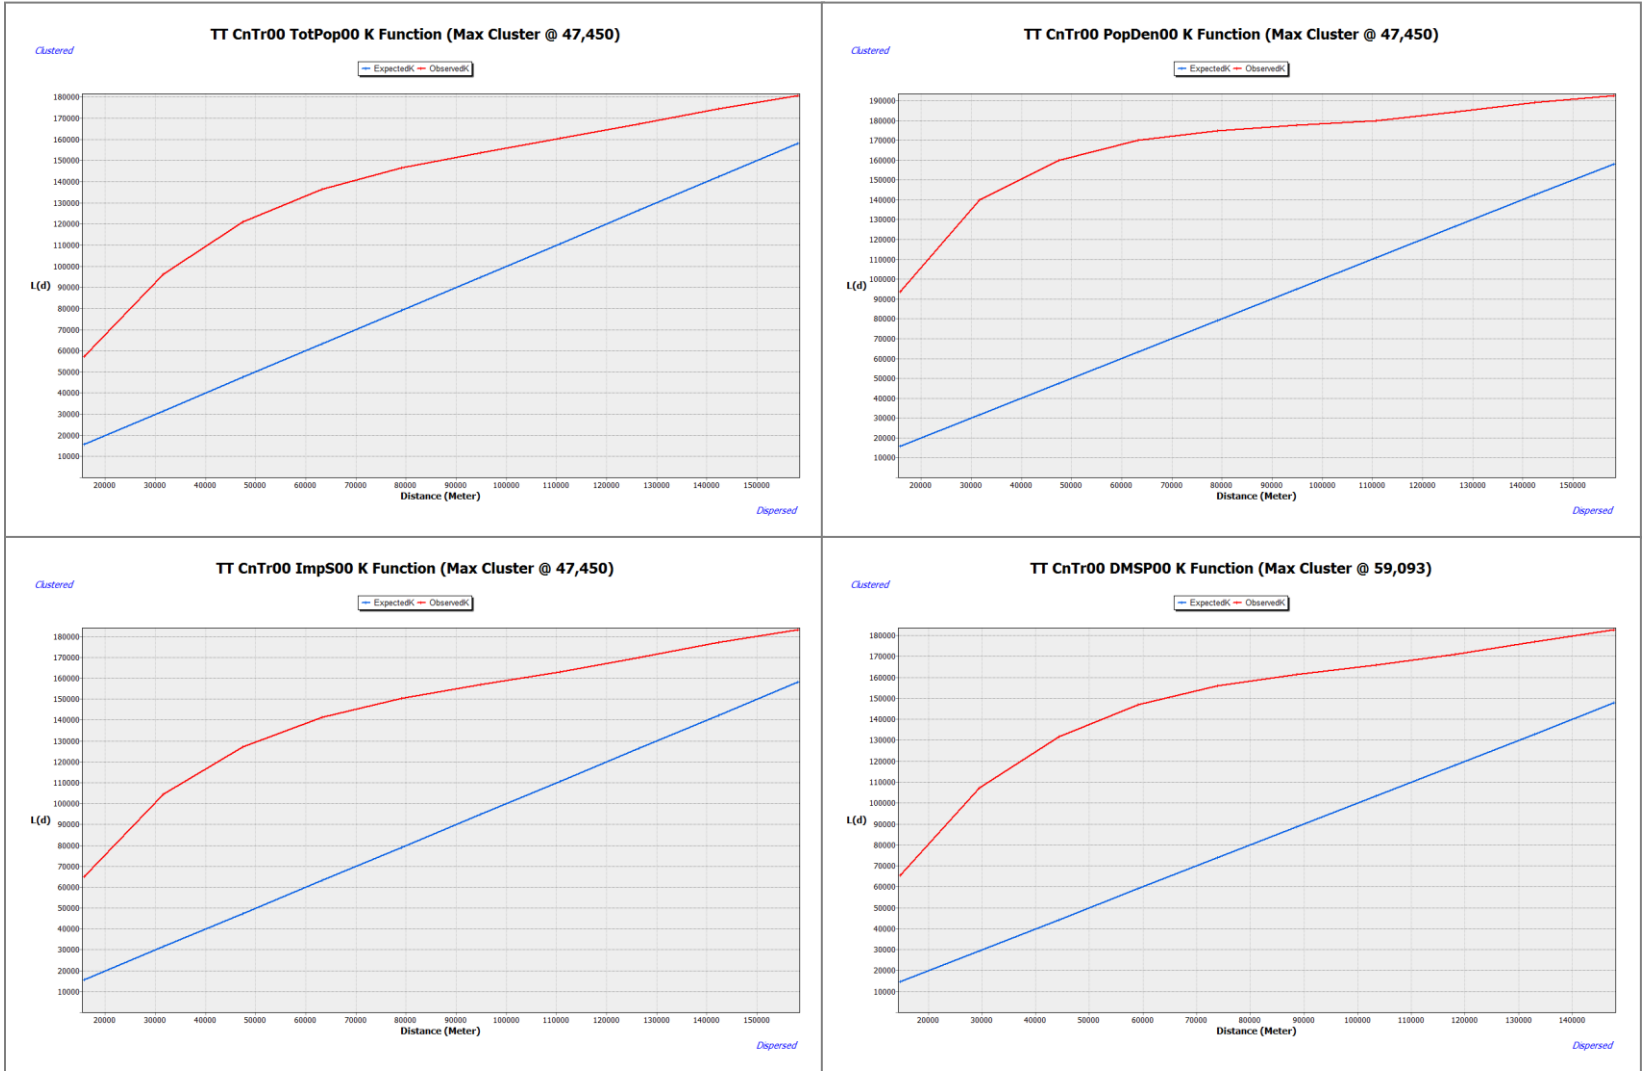 TT CnTr00 TotPop00 K Function (Max Cluster @ 47,450)
Clustered
ExpectedK ObservedK
180000
170000
160000
150000
140000
130000
120000
110000
100000
90000
80000
70000
60000
50000
40000
30000
20000
10000
L(d)
20000 30000 40000 50000 60000 70000 80000 90000 100000 110000 120000 130000 140000 150000
Distance (Meter)
Dispersed
TT CnTr00 PopDen00 K Function (Max Cluster @ 47,450)
Clustered
ExpectedK ObservedK
190000
180000
170000
160000
150000
140000
130000
120000
110000
100000
90000
80000
70000
60000
50000
40000
30000
20000
10000
L(d)
20000 30000 40000 50000 60000 70000 80000 90000 100000 110000 120000 130000 140000 150000
Distance (Meter)
Dispersed
TT CnTr00 ImpS00 K Function (Max Cluster @ 47,450)
Clustered
ExpectedK ObservedK
180000
170000
160000
150000
140000
130000
120000
110000
100000
90000
80000
70000
60000
50000
40000
30000
20000
10000
L(d)
20000 30000 40000 50000 60000 70000 80000 90000 100000 110000 120000 130000 140000 150000
Distance (Meter)
Dispersed
TT CnTr00 DMSP00 K Function (Max Cluster @ 59,093)
Clustered
ExpectedK ObservedK
180000
170000
160000
150000
140000
130000
120000
110000
100000
90000
80000
70000
60000
50000
40000
30000
20000
10000
L(d)
20000 30000 40000 50000 60000 70000 80000 90000 100000 110000 120000 130000 140000
Distance (Meter)
Dispersed